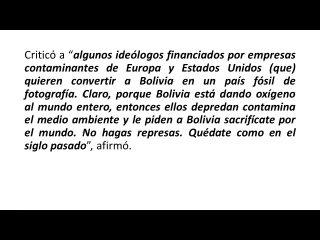 Criticó a “algunos ideólogos financiados por empresas
contaminantes de Europa y Estados Unidos (que)
quieren convertir a Bolivia en un país fósil de
fotografía. Claro, porque Bolivia está dando oxígeno
al mundo entero, entonces ellos depredan contamina
el medio ambiente y le piden a Bolivia sacrifícate por
el mundo. No hagas represas. Quédate como en el
siglo pasado”, afirmó.